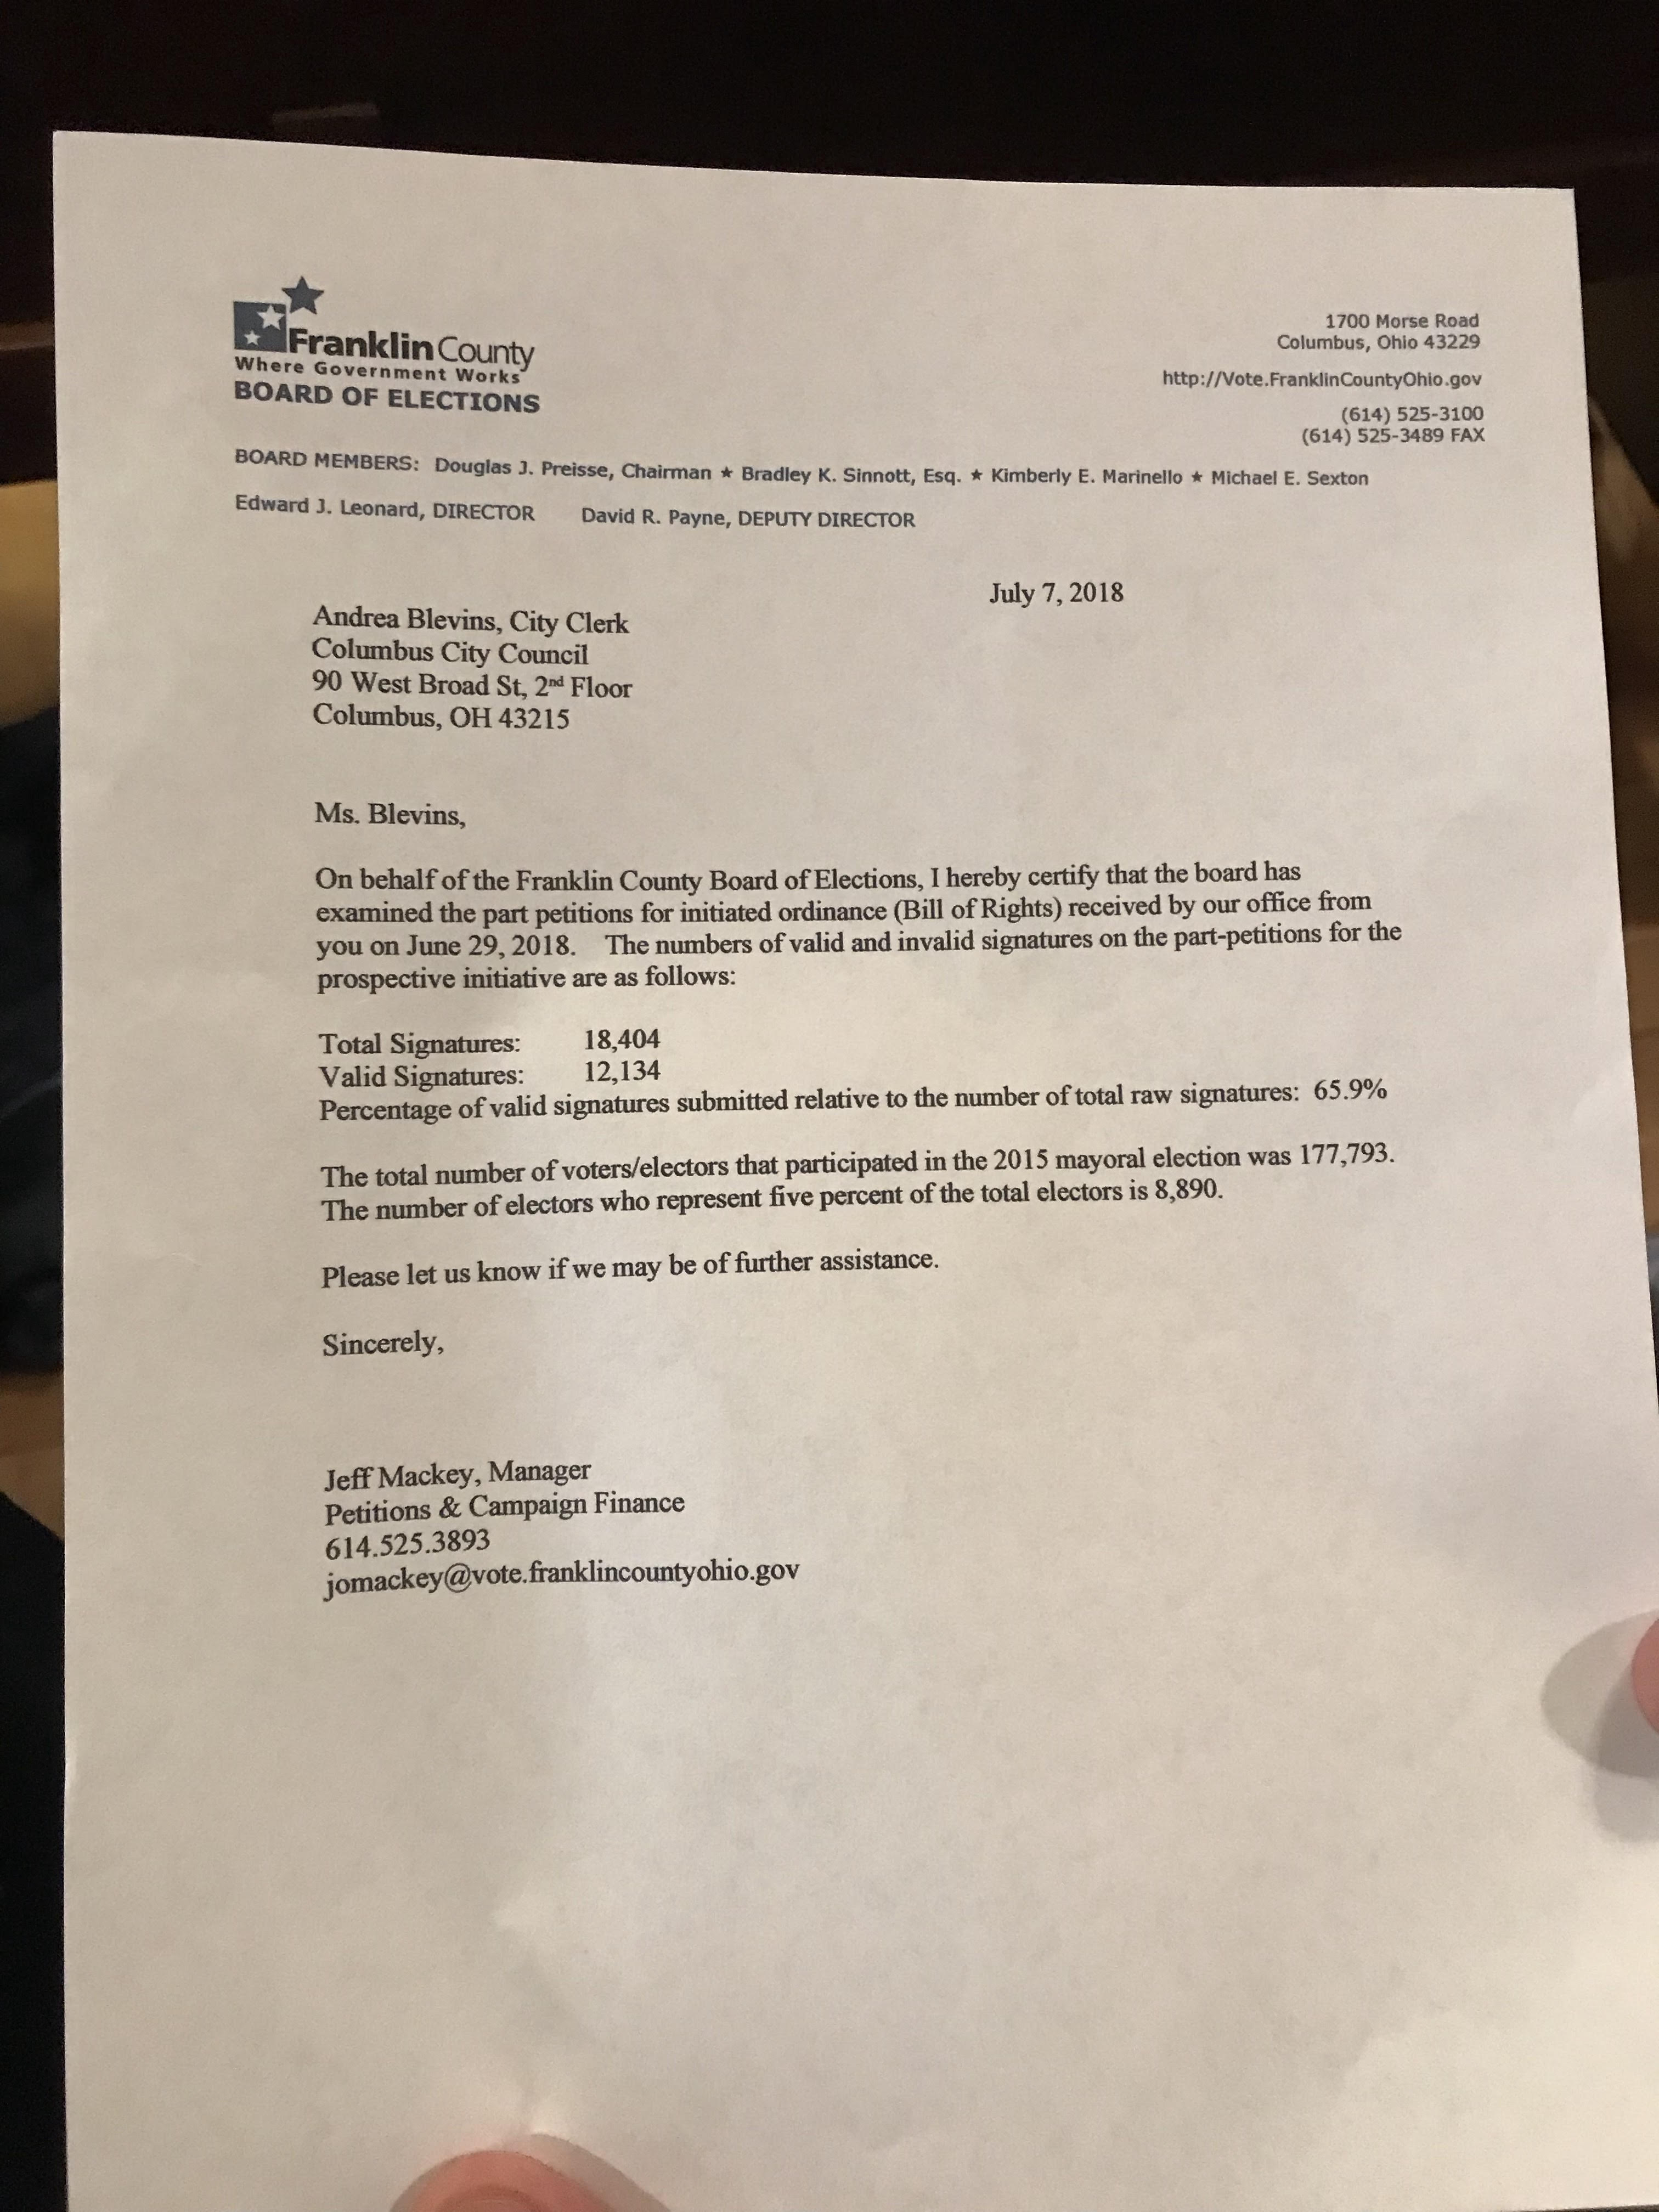 Franklin County
Where Government Works
BOARD OF ELECTIONS
1700 Morse Road
Columbus, Ohio 43229
http://Vote.FranklinCountyOhio.gov
(614) 525-3100
(614) 525-3489 FAX
BOARD MEMBERS: Douglas J. Preisse, Chairman ★ Bradley K. Sinnott, Esq. ★ Kimberly E. Marinello ★ Michael E. Sexton
Edward J. Leonard, DIRECTOR David R. Payne, DEPUTY DIRECTOR
July 7, 2018
Andrea Blevins, City Clerk
Columbus City Council
90 West Broad St, 2nd Floor
Columbus, OH 43215
Ms. Blevins,
On behalf of the Franklin County Board of Elections, I hereby certify that the board has
examined the part petitions for initiated ordinance (Bill of Rights) received by our office from
you on June 29, 2018. The numbers of valid and invalid signatures on the part-petitions for the
prospective initiative are as follows:
Total Signatures: 18,404
Valid Signatures: 12,134
Percentage of valid signatures submitted relative to the number of total raw signatures: 65.9%
The total number of voters/electors that participated in the 2015 mayoral election was 177,793.
The number of electors who represent five percent of the total electors is 8,890.
Please let us know if we may be of further assistance.
Sincerely,
Jeff Mackey, Manager
Petitions & Campaign Finance
614.525.3893
jomackey@vote.franklincountyohio.gov